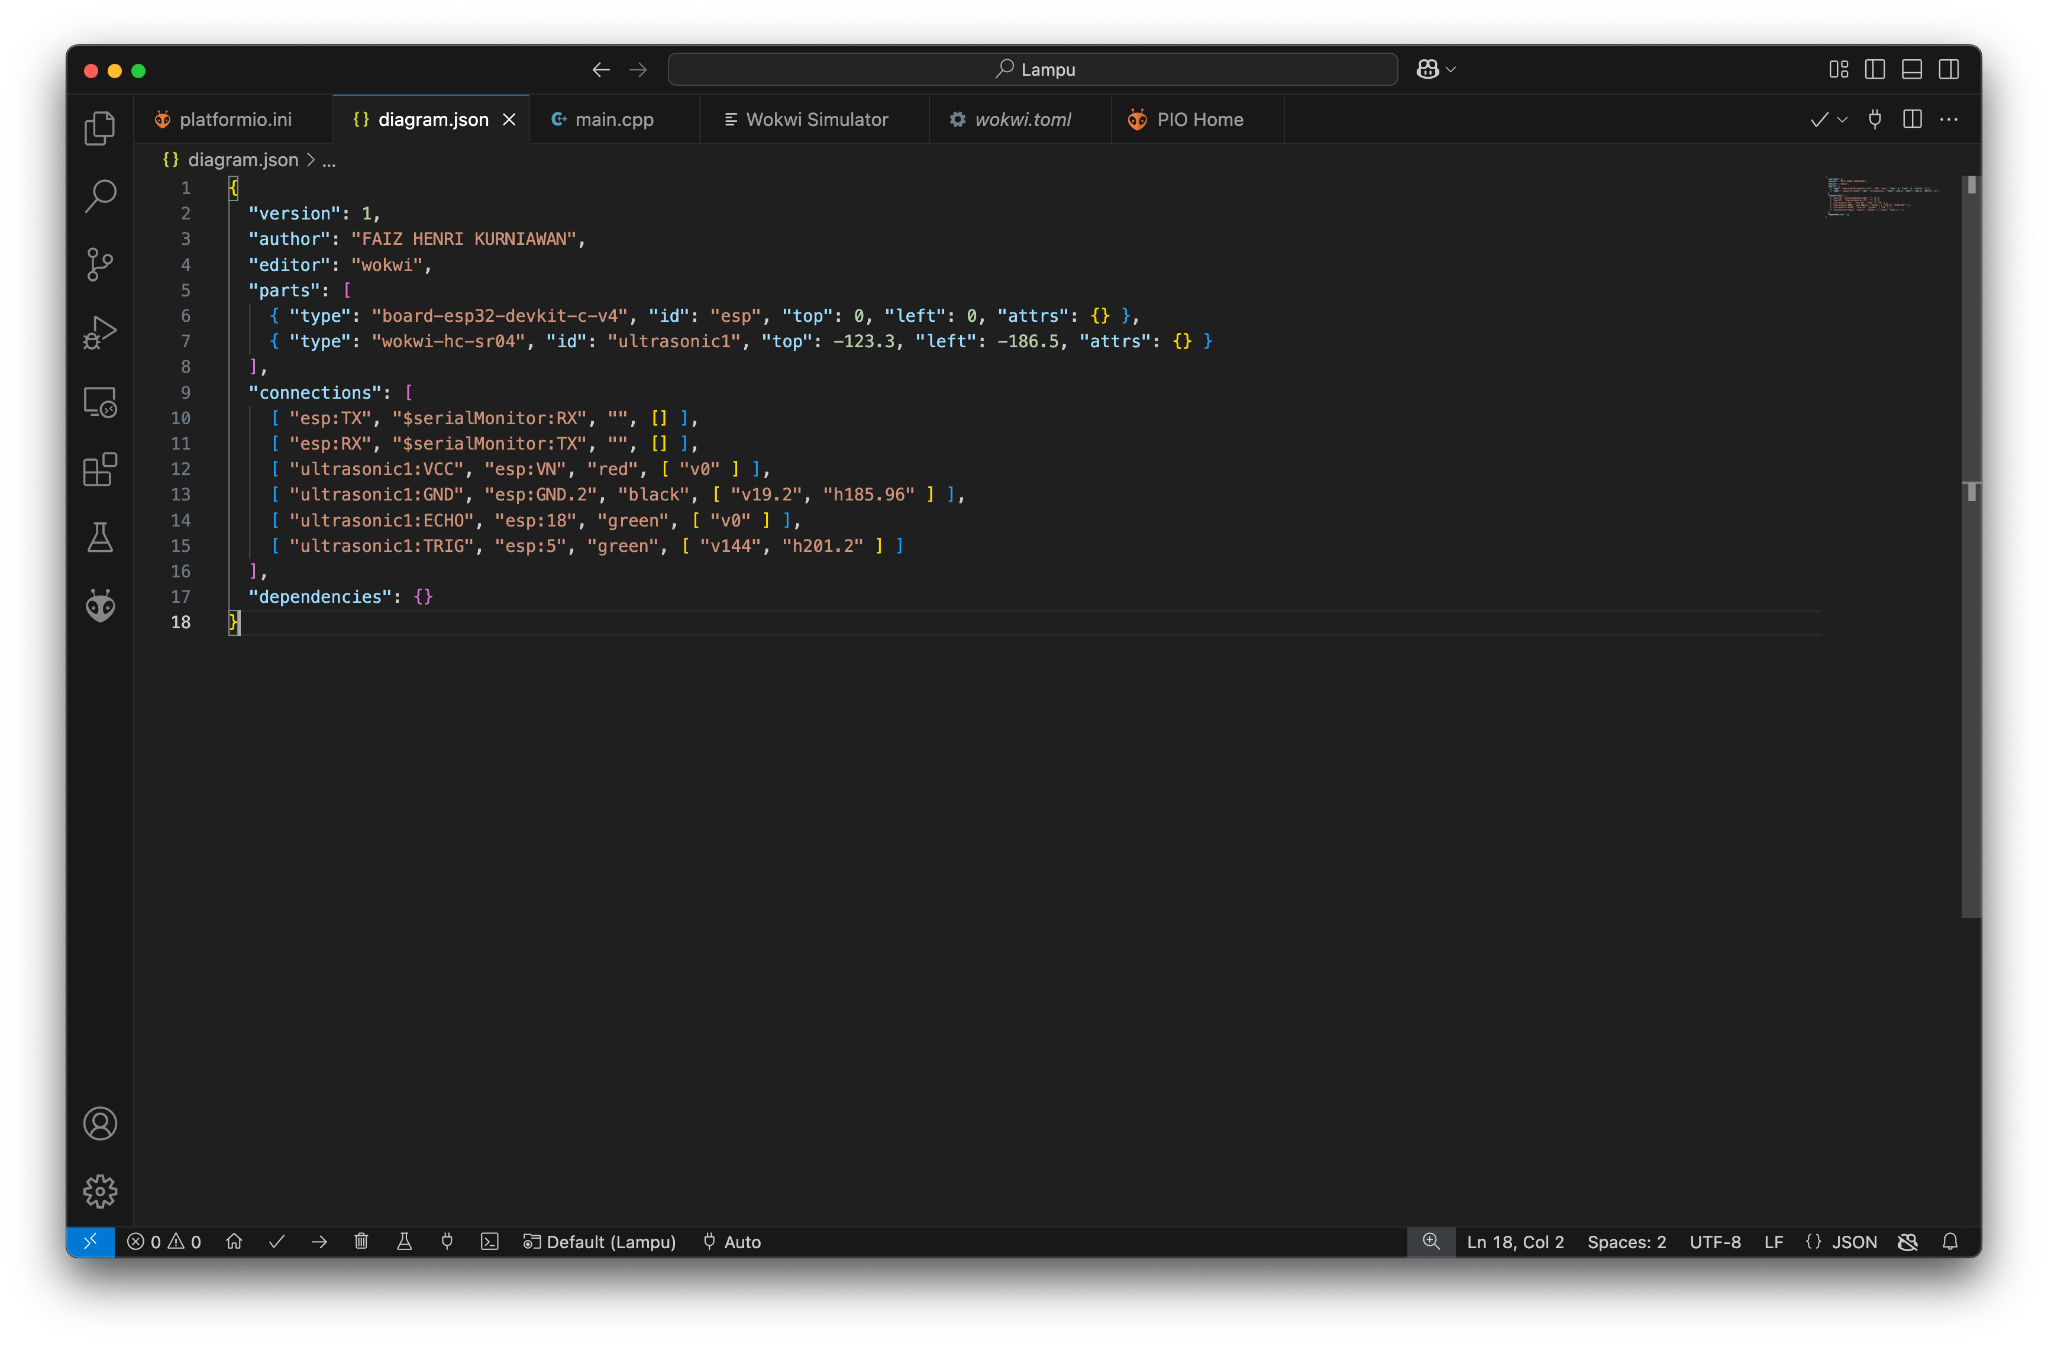 Lampu
platformio.ini
diagram.json
main.cpp
Wokwi Simulator
wokwi.toml
PIO Home
diagram.json > ...
1 {
2 "version": 1,
3 "author": "FAIZ HENRI KURNIAWAN",
4 "editor": "wokwi",
5 "parts": [
6 { "type": "board-esp32-devkit-c-v4", "id": "esp", "top": 0, "left": 0, "attrs": {} },
7 { "type": "wokwi-hc-sr04", "id": "ultrasonic1", "top": -123.3, "left": -186.5, "attrs": {} }
8 ],
9 "connections": [
10 [ "esp:TX", "$serialMonitor:RX", "", [] ],
11 [ "esp:RX", "$serialMonitor:TX", "", [] ],
12 [ "ultrasonic1:VCC", "esp:VN", "red", [ "v0" ] ],
13 [ "ultrasonic1:GND", "esp:GND.2", "black", [ "v19.2", "h185.96" ] ],
14 [ "ultrasonic1:ECHO", "esp:18", "green", [ "v0" ] ],
15 [ "ultrasonic1:TRIG", "esp:5", "green", [ "v144", "h201.2" ] ]
16 ],
17 "dependencies": {}
18 }
0 0 Default (Lampu) Auto Ln 18, Col 2 Spaces: 2 UTF-8 LF {} JSON